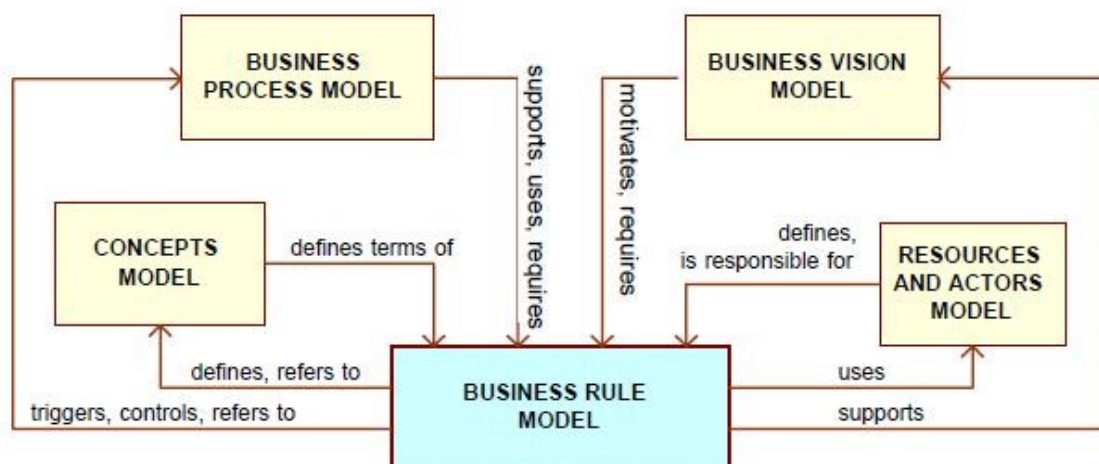 BUSINESS
PROCESS MODEL
supports, uses, requires
motivates, requires
BUSINESS VISION
MODEL
CONCEPTS
MODEL
defines terms of
defines,
is responsible for
RESOURCES
AND ACTORS
MODEL
defines, refers to
triggers, controls, refers to
BUSINESS RULE
MODEL
uses
supports